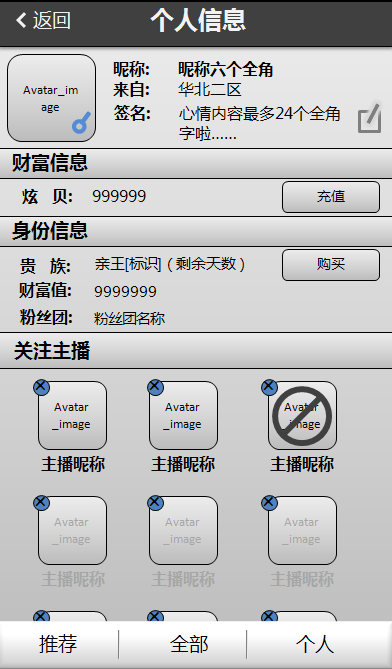 返回
个人信息
Avatar_im
age
昵称: 昵称六个全角
来自: 华北二区
签名: 心情内容最多24个全角
字啦......
财富信息
炫 贝: 999999 充值
身份信息
贵 族: 亲王[标识]（剩余天数） 购买
财富值: 9999999
粉丝团: 粉丝团名称
关注主播
Avatar Avatar Avatar
_image _image _image
主播昵称 主播昵称 主播昵称
Avatar Avatar Avatar
_image _image _image
主播昵称 主播昵称 主播昵称
推荐 全部 个人